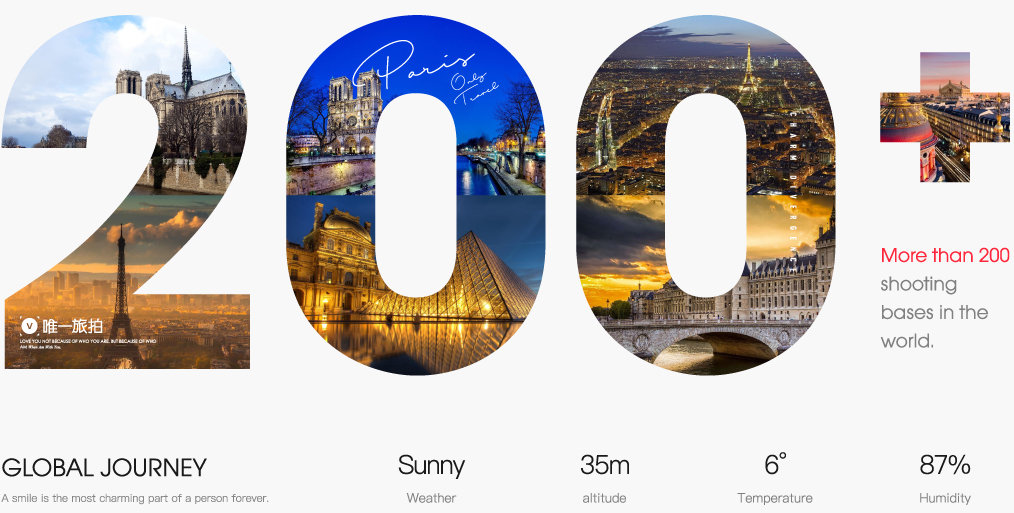 200+
Paris
Only
Travel
CHARM DIVERGENCE
V 唯一旅拍
LOVE YOU NOT BECAUSE OF WHO YOU ARE, BUT BECAUSE OF WHO
I AM When I am With You.
More than 200
shooting
bases in the
world.
GLOBAL JOURNEY
A smile is the most charming part of a person forever.
Sunny
Weather
35m
altitude
6°
Temperature
87%
Humidity